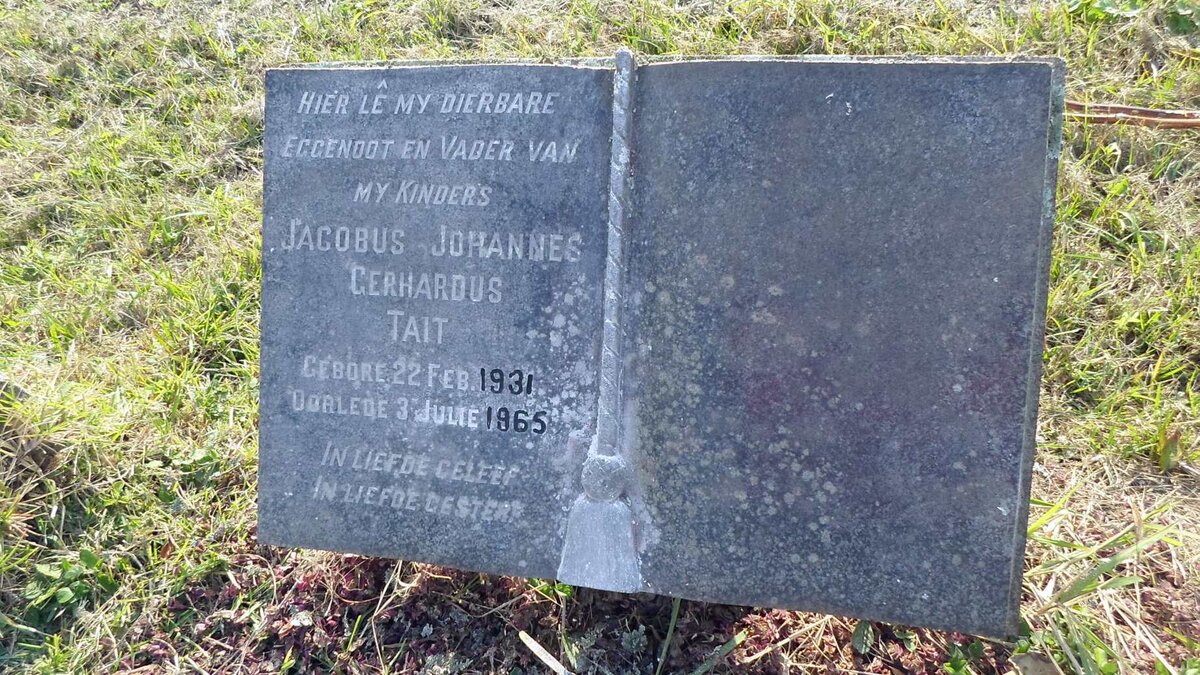 HIER LÊ MY DIERBARE
EGGENOOT EN VADER VAN
MY KINDERS
JACOBUS JOHANNES
GERHARDUS
TAIT
GEBORE 22 FEB. 1931
OORLEDE 3 JULIE 1965
IN LIEFDE GELEEF
IN LIEFDE GESTERF